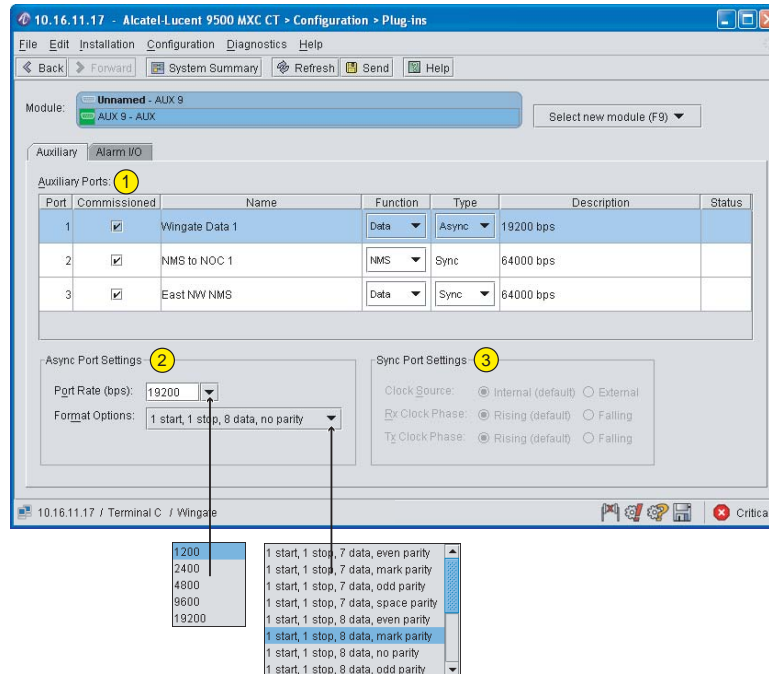 10.16.11.17 - Alcatel-Lucent 9500 MXC CT > Configuration > Plug-ins
File Edit Installation Configuration Diagnostics Help
Back Forward System Summary Refresh Send Help
Module: Unnamed - AUX 9
AUX 9 - AUX
Select new module (F9)
Auxiliary Alarm I/O
Auxiliary Ports: 1
Port Commissioned Name Function Type Description Status
1 Wingate Data 1 Data Async 19200 bps
2 NMS to NOC 1 NMS Sync 64000 bps
3 East NW NMS Data Sync 64000 bps
Async Port Settings 2
Port Rate (bps): 19200
Format Options: 1 start, 1 stop, 8 data, no parity
Sync Port Settings 3
Clock Source: Internal (default) External
Rx Clock Phase: Rising (default) Falling
Tx Clock Phase: Rising (default) Falling
10.16.11.17 / Terminal C / Wingate
Critica
1200
2400
4800
9600
19200
1 start, 1 stop, 7 data, even parity
1 start, 1 stop, 7 data, mark parity
1 start, 1 stop, 7 data, odd parity
1 start, 1 stop, 7 data, space parity
1 start, 1 stop, 8 data, even parity
1 start, 1 stop, 8 data, mark parity
1 start, 1 stop, 8 data, no parity
1 start, 1 stop, 8 data, odd parity